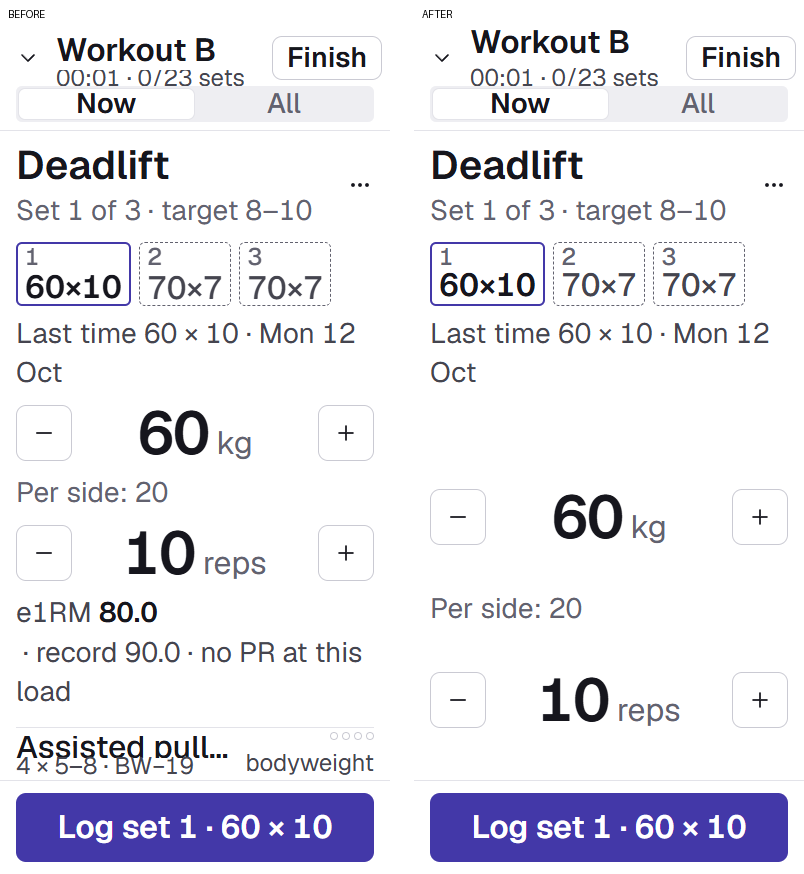 BEFORE
Workout B
00:01 · 0/23 sets
Finish
Now
All
Deadlift
...
Set 1 of 3 · target 8–10
1
60×10
2
70×7
3
70×7
Last time 60 × 10 · Mon 12
Oct
− 60 kg +
Per side: 20
− 10 reps +
e1RM 80.0
· record 90.0 · no PR at this
load
Assisted pull...
4 × 5–8 · BW−19
bodyweight
Log set 1 · 60 × 10
AFTER
Workout B
00:01 · 0/23 sets
Finish
Now
All
Deadlift
...
Set 1 of 3 · target 8–10
1
60×10
2
70×7
3
70×7
Last time 60 × 10 · Mon 12
Oct
− 60 kg +
Per side: 20
− 10 reps +
Log set 1 · 60 × 10